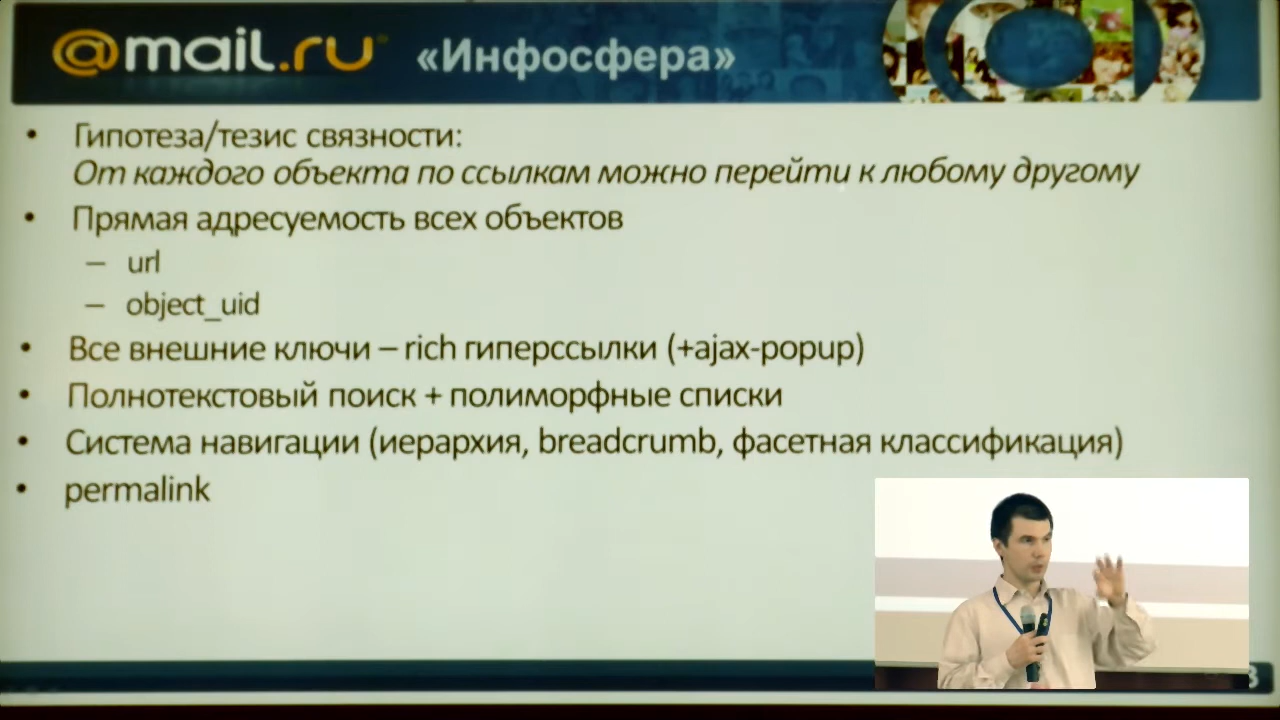 @mail.ru «Инфосфера»
• Гипотеза/тезис связности:
От каждого объекта по ссылкам можно перейти к любому другому
• Прямая адресуемость всех объектов
– url
– object_uid
• Все внешние ключи – rich гиперссылки (+ajax-popup)
• Полнотекстовый поиск + полиморфные списки
• Система навигации (иерархия, breadcrumb, фасетная классификация)
• permalink